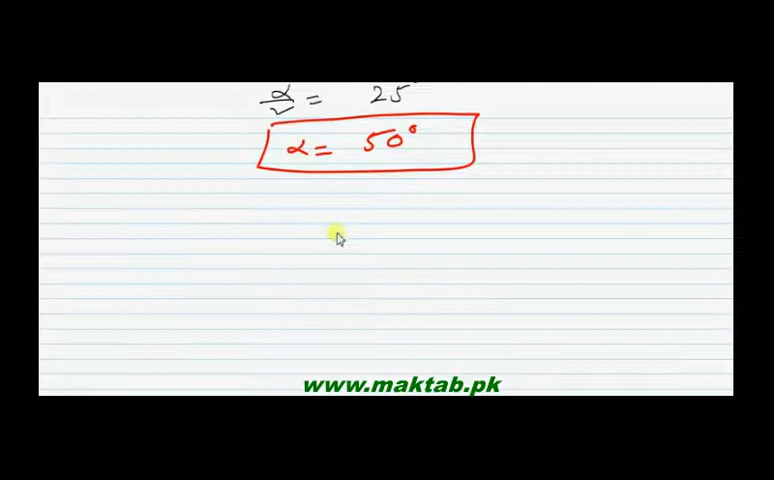 α/2 = 25°
α = 50°
www.maktab.pk